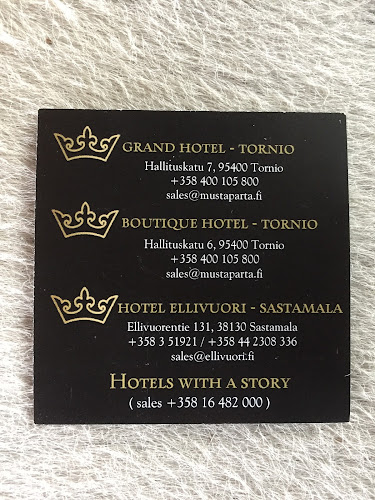 GRAND HOTEL - TORNIO
Hallituskatu 7, 95400 Tornio
+358 400 105 800
sales@mustaparta.fi
BOUTIQUE HOTEL - TORNIO
Hallituskatu 6, 95400 Tornio
+358 400 105 800
sales@mustaparta.fi
HOTEL ELLIVUORI - SASTAMALA
Ellivuorentie 131, 38130 Sastamala
+358 3 51921 / +358 44 2308 336
sales@ellivuori.fi
HOTELS WITH A STORY
( sales +358 16 482 000 )